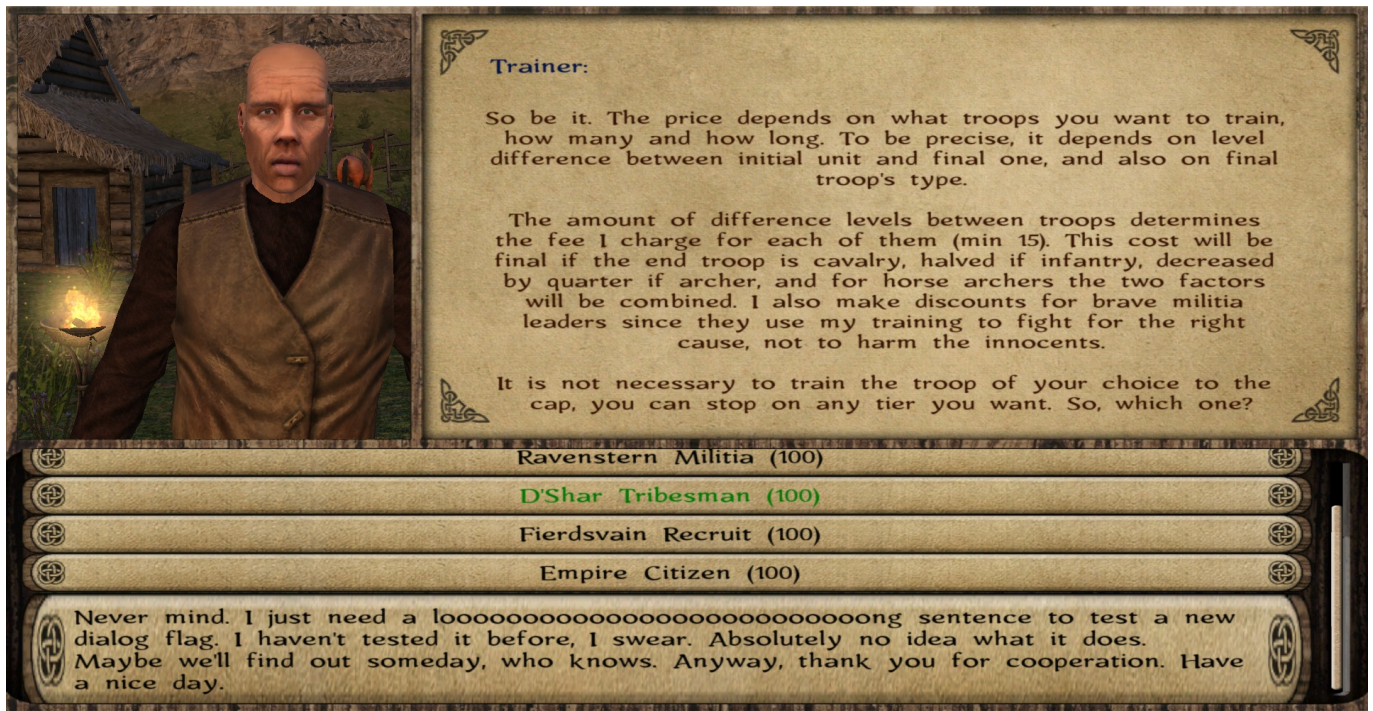 Trainer:
So be it. The price depends on what troops you want to train,
how many and how long. To be precise, it depends on level
difference between initial unit and final one, and also on final
troop's type.
The amount of difference levels between troops determines
the fee I charge for each of them (min 15). This cost will be
final if the end troop is cavalry, halved if infantry, decreased
by quarter if archer, and for horse archers the two factors
will be combined. I also make discounts for brave militia
leaders since they use my training to fight for the right
cause, not to harm the innocents.
It is not necessary to train the troop of your choice to the
cap, you can stop on any tier you want. So, which one?
Ravenstern Militia (100)
D'Shar Tribesman (100)
Fierdsvain Recruit (100)
Empire Citizen (100)
Never mind. I just need a looooooooooooooooooooooooooong sentence to test a new
dialog flag. I haven't tested it before, I swear. Absolutely no idea what it does.
Maybe we'll find out someday, who knows. Anyway, thank you for cooperation. Have
a nice day.